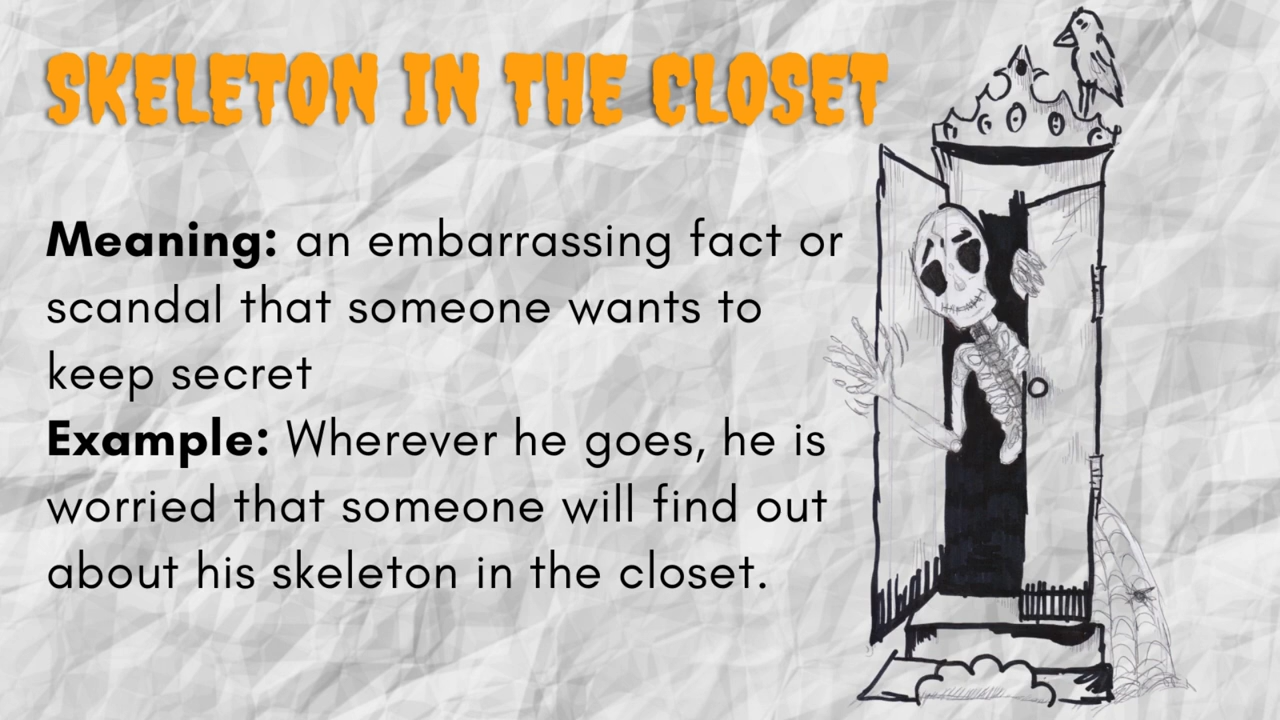 SKELETON IN THE CLOSET
Meaning: an embarrassing fact or
scandal that someone wants to
keep secret
Example: Wherever he goes, he is
worried that someone will find out
about his skeleton in the closet.